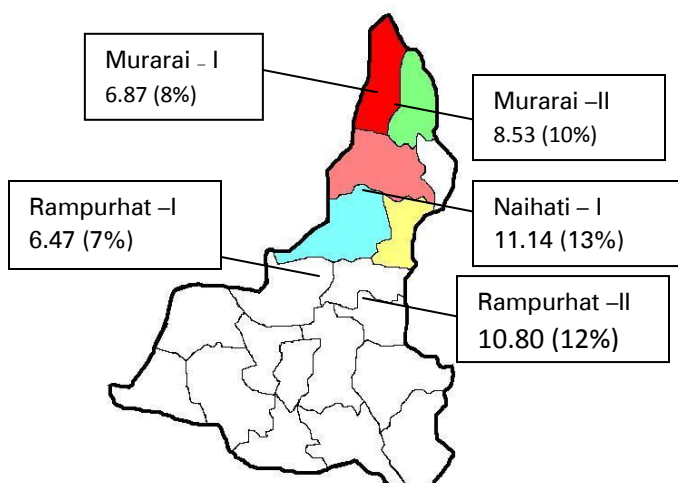 Murarai – I
6.87 (8%)
Murarai –II
8.53 (10%)
Rampurhat –I
6.47 (7%)
Naihati – I
11.14 (13%)
Rampurhat –II
10.80 (12%)